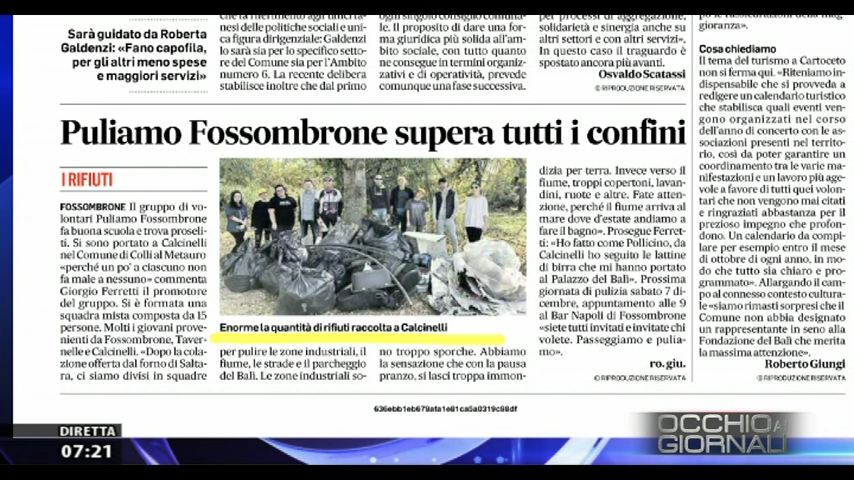 Sarà guidato da Roberta
Galdenzi: «Fano capofila,
per gli altri meno spese
e maggiori servizi»
che fa riferimento agli uffici fa-
nesi delle politiche sociali e uni-
ca figura dirigenziale: Galdenzi
lo sarà sia per lo specifico setto-
re del Comune sia per l'Ambito
numero 6. La recente delibera
stabilisce inoltre che dal primo
ogni singolo consiglio comuna-
le. Il proposito di dare una for-
ma giuridica più solida all'am-
bito sociale, con tutto quanto
ne consegue in termini organiz-
zativi e di operatività, prevede
comunque una fase successiva.
per processi di aggregazione,
solidarietà e sinergia anche su
altri settori e con altri servizi».
In questo caso il traguardo è
spostato ancora più avanti.
Osvaldo Scatassi
© RIPRODUZIONE RISERVATA
Puliamo Fossombrone supera tutti i confini
I RIFIUTI
FOSSOMBRONE Il gruppo di vo-
lontari Puliamo Fossombrone
fa buona scuola e trova proseli-
ti. Si sono portato a Calcinelli
nel Comune di Colli al Metauro
«perché un po' a ciascuno non
fa male a nessuno» commenta
Giorgio Ferretti il promotore
del gruppo. Si è formata una
squadra mista composta da 15
persone. Molti i giovani prove-
nienti da Fossombrone, Taver-
nelle e Calcinelli. «Dopo la cola-
zione offerta dal forno di Salta-
ra, ci siamo divisi in squadre
Enorme la quantità di rifiuti raccolta a Calcinelli
per pulire le zone industriali, il
fiume, le strade e il parcheggio
del Balì. Le zone industriali so-
no troppo sporche. Abbiamo
la sensazione che con la pausa
pranzo, si lasci troppa immon-
dizia per terra. Invece verso il
fiume, troppi copertoni, lavan-
dini, ruote e altre. Fate atten-
zione, perché il fiume arriva al
mare dove d'estate andiamo a
fare il bagno». Prosegue Ferret-
ti: «Ho fatto come Pollicino, da
Calcinelli ho seguito le lattine
di birra che mi hanno portato
al Palazzo del Balì». Prossima
giornata di pulizia sabato 7 di-
cembre, appuntamento alle 9
al Bar Napoli di Fossombrone
«siete tutti invitati e invitate chi
volete. Passeggiamo e pulia-
mo».
ro. giu.
© RIPRODUZIONE RISERVATA
gioranza».
Cosa chiediamo
Il tema del turismo a Cartoceto
non si ferma qui. «Riteniamo in-
dispensabile che si provveda a
redigere un calendario turistico
che stabilisca quali eventi ven-
gono organizzati nel corso
dell'anno di concerto con le as-
sociazioni presenti nel territo-
rio, così da poter garantire un
coordinamento tra le varie ma-
nifestazioni e un lavoro più age-
vole a favore di tutti quei volon-
tari che non vengono mai citati
e ringraziati abbastanza per il
prezioso impegno che profon-
dono. Un calendario da compi-
lare per esempio entro il mese
di ottobre di ogni anno, in mo-
do che tutto sia chiaro e pro-
grammato». Allargando il cam-
po al connesso contesto cultura-
le «siamo rimasti sorpresi che il
Comune non abbia designato
un rappresentante in seno alla
Fondazione del Balì che merita
la massima attenzione».
Roberto Giungi
© RIPRODUZIONE RISERVATA
DIRETTA
07:21
OCCHIO AI
GIORNALI